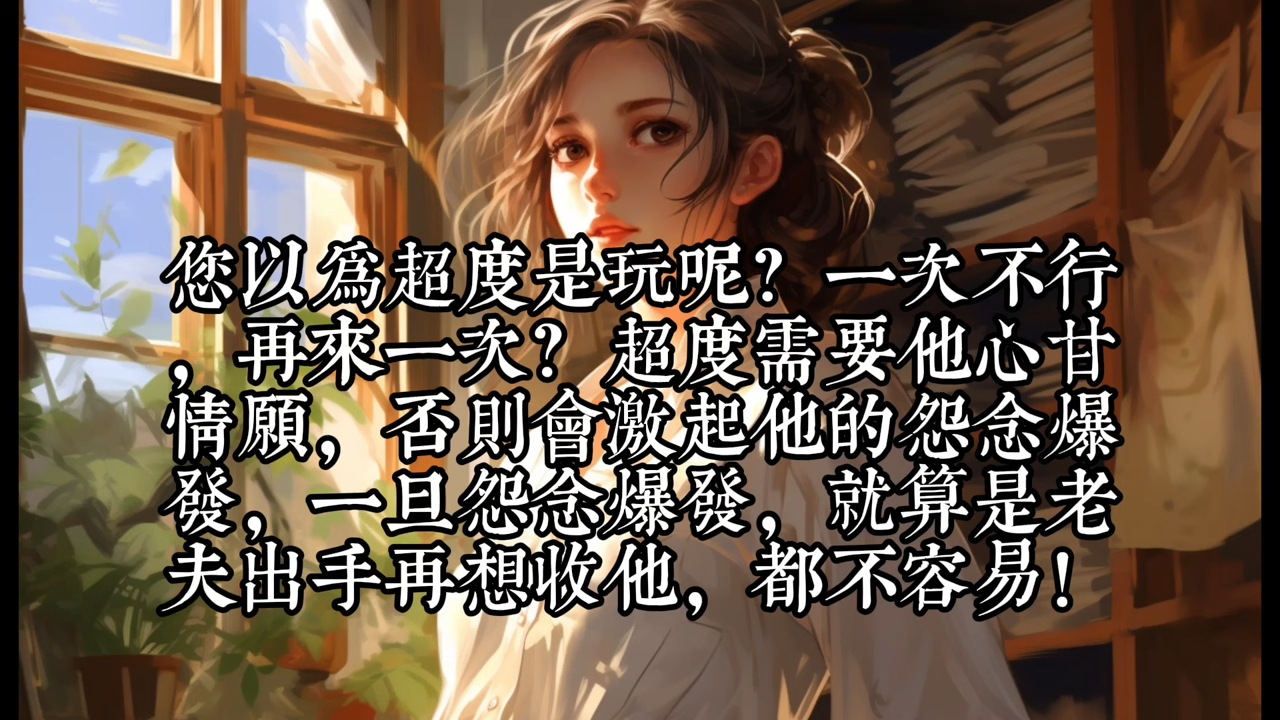 您以爲超度是玩呢？一次不行
，再來一次？超度需要他心甘
情願，否則會激起他的怨念爆
發，一旦怨念爆發，就算是老
夫出手再想收他，都不容易！